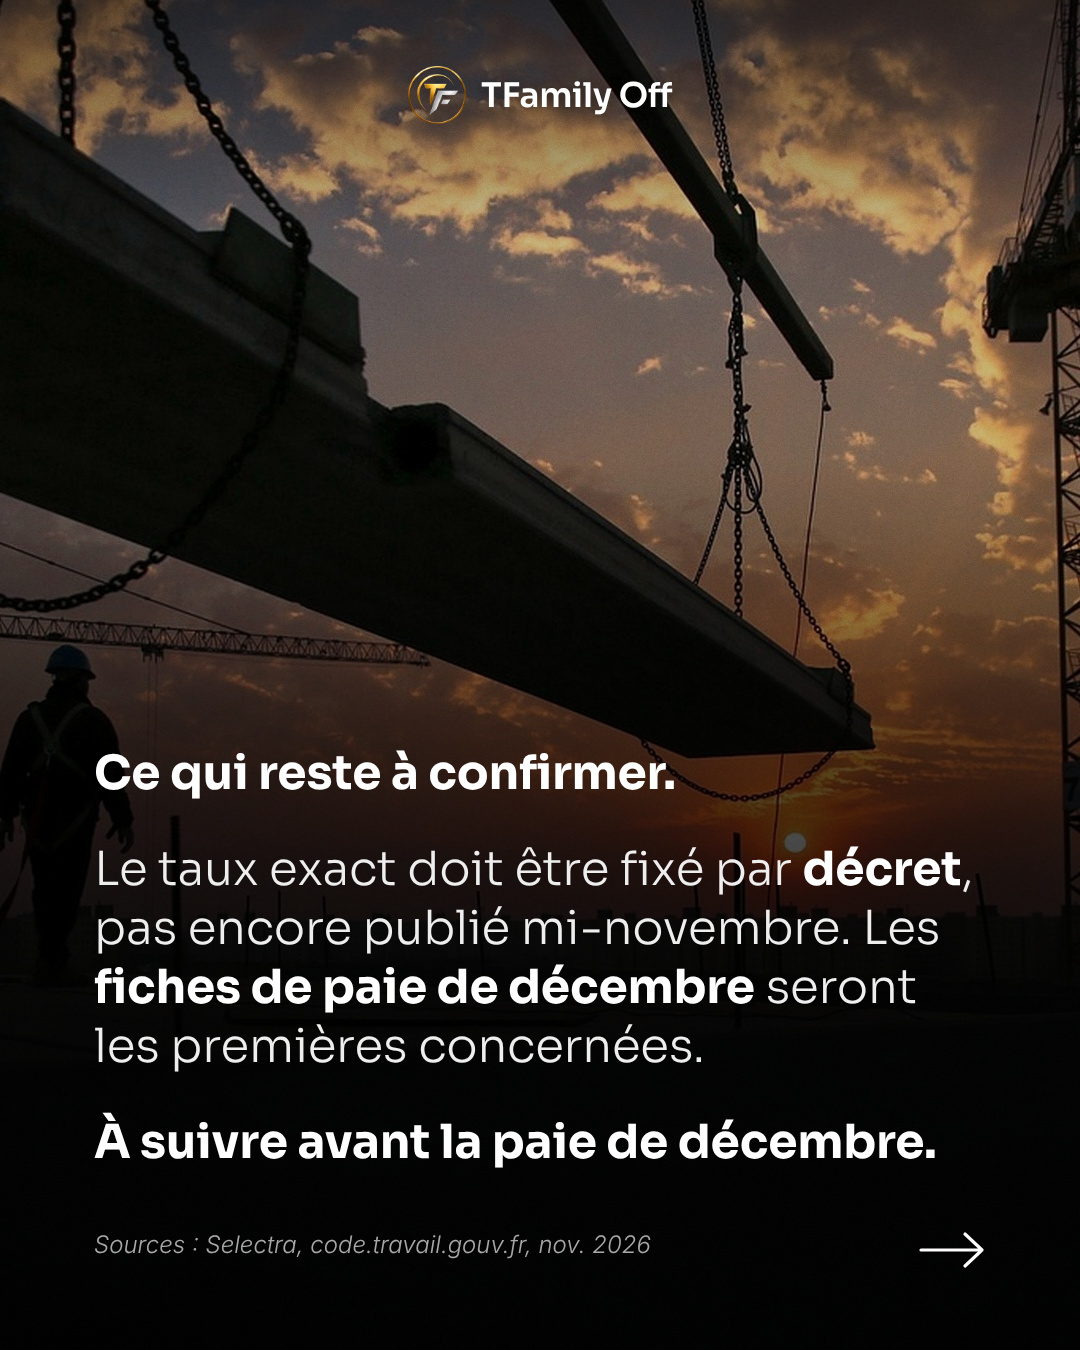 TFamily Off
Ce qui reste à confirmer.
Le taux exact doit être fixé par décret,
pas encore publié mi-novembre. Les
fiches de paie de décembre seront
les premières concernées.
À suivre avant la paie de décembre.
Sources : Selectra, code.travail.gouv.fr, nov. 2026